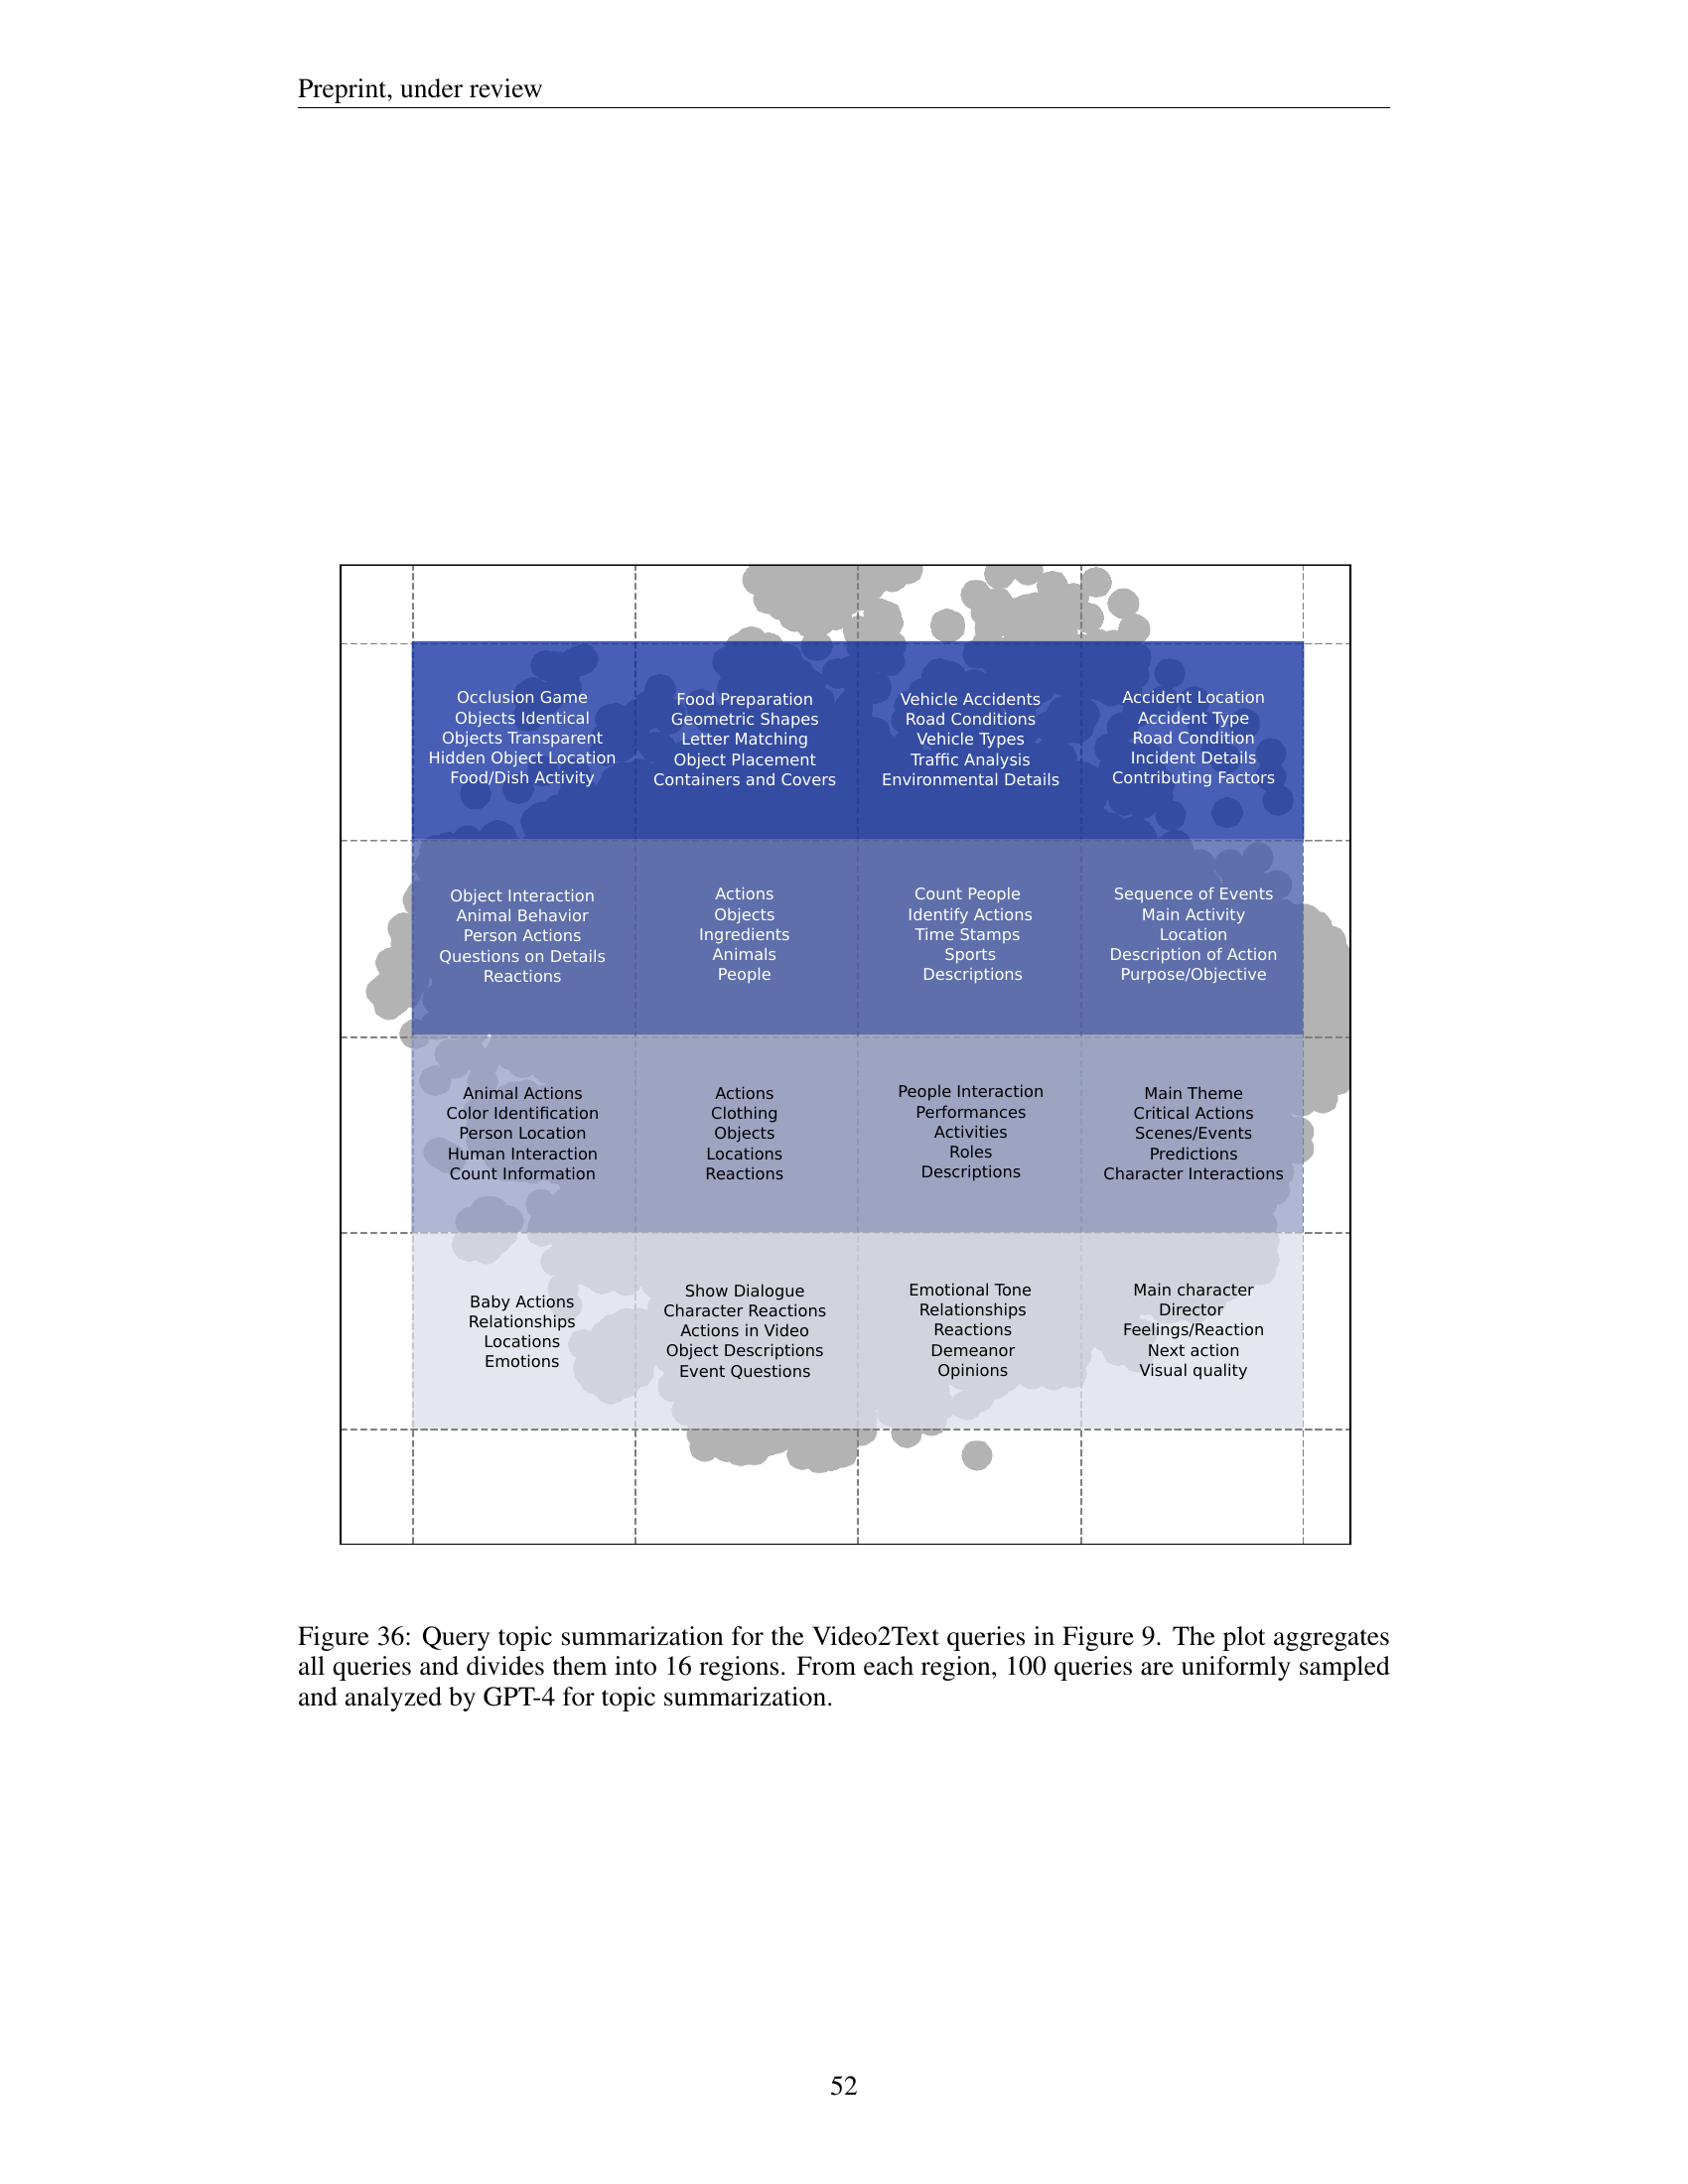 Preprint, under review
Occlusion Game
Objects Identical
Objects Transparent
Hidden Object Location
Food/Dish Activity
Food Preparation
Geometric Shapes
Letter Matching
Object Placement
Containers and Covers
Vehicle Accidents
Road Conditions
Vehicle Types
Traffic Analysis
Environmental Details
Accident Location
Accident Type
Road Condition
Incident Details
Contributing Factors
Object Interaction
Animal Behavior
Person Actions
Questions on Details
Reactions
Actions
Objects
Ingredients
Animals
People
Count People
Identify Actions
Time Stamps
Sports
Descriptions
Sequence of Events
Main Activity
Location
Description of Action
Purpose/Objective
Animal Actions
Color Identification
Person Location
Human Interaction
Count Information
Actions
Clothing
Objects
Locations
Reactions
People Interaction
Performances
Activities
Roles
Descriptions
Main Theme
Critical Actions
Scenes/Events
Predictions
Character Interactions
Baby Actions
Relationships
Locations
Emotions
Show Dialogue
Character Reactions
Actions in Video
Object Descriptions
Event Questions
Emotional Tone
Relationships
Reactions
Demeanor
Opinions
Main character
Director
Feelings/Reaction
Next action
Visual quality
Figure 36: Query topic summarization for the Video2Text queries in Figure 9. The plot aggregates
all queries and divides them into 16 regions. From each region, 100 queries are uniformly sampled
and analyzed by GPT-4 for topic summarization.
52